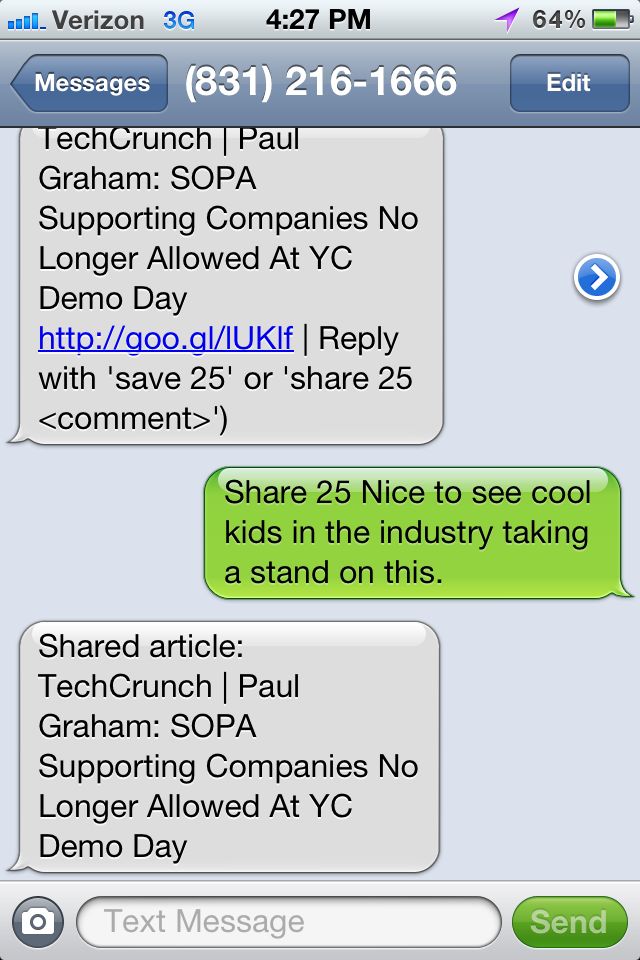 Verizon 3G 4:27 PM 64%
Messages (831) 216-1666 Edit
TechCrunch | Paul
Graham: SOPA
Supporting Companies No
Longer Allowed At YC
Demo Day
http://goo.gl/lUKlf | Reply
with 'save 25' or 'share 25
<comment>')
Share 25 Nice to see cool
kids in the industry taking
a stand on this.
Shared article:
TechCrunch | Paul
Graham: SOPA
Supporting Companies No
Longer Allowed At YC
Demo Day
Text Message Send